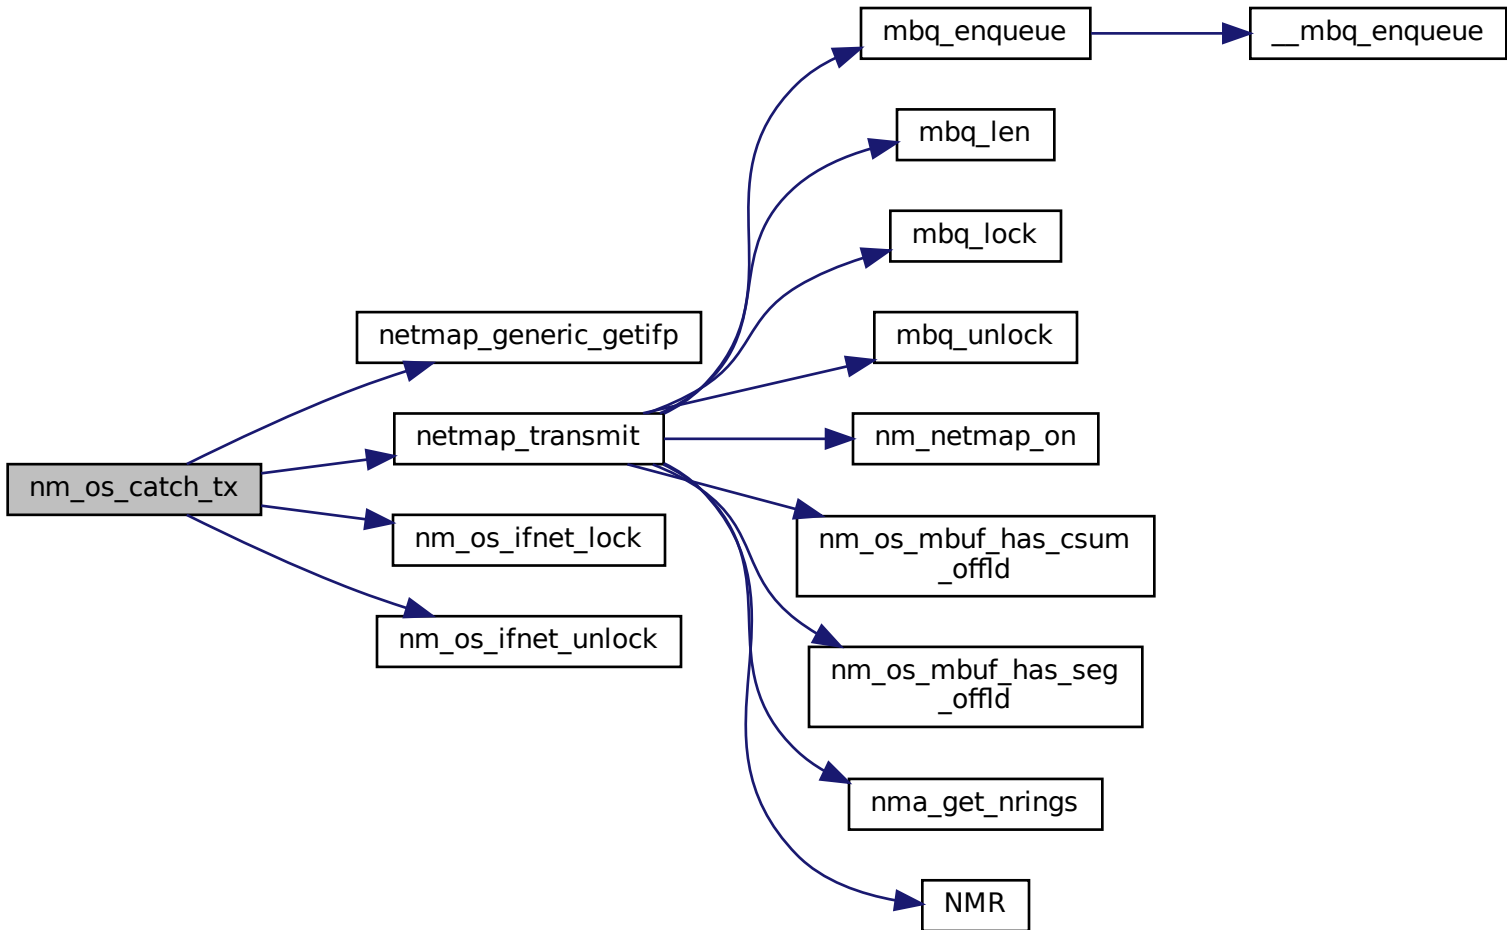 mbq_enqueue
__mbq_enqueue
mbq_len
mbq_lock
netmap_generic_getifp
mbq_unlock
netmap_transmit
nm_netmap_on
nm_os_catch_tx
nm_os_ifnet_lock
nm_os_mbuf_has_csum
_offld
nm_os_ifnet_unlock
nm_os_mbuf_has_seg
_offld
nma_get_nrings
NMR